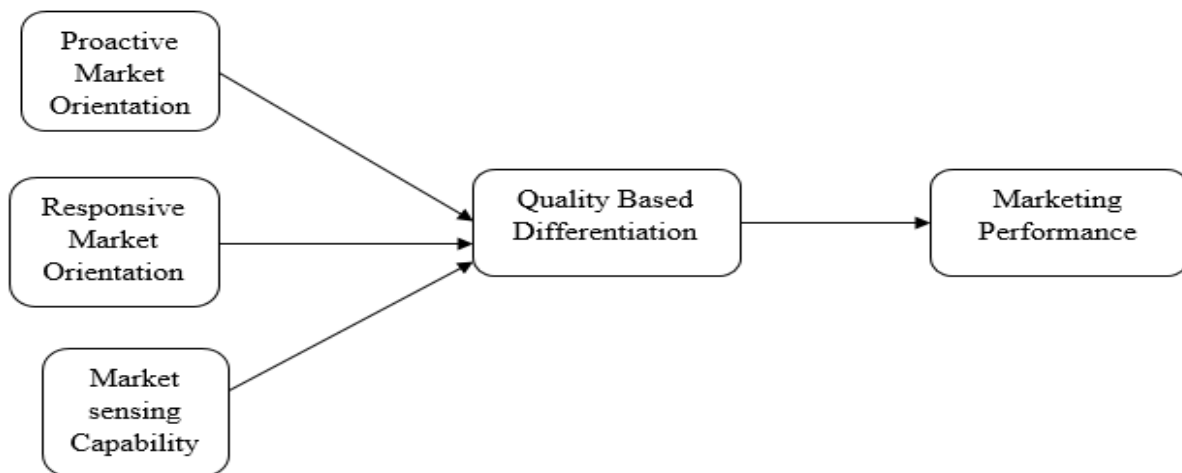 Proactive
Market
Orientation
Responsive
Market
Orientation
Market
sensing
Capability
Quality Based
Differentiation
Marketing
Performance